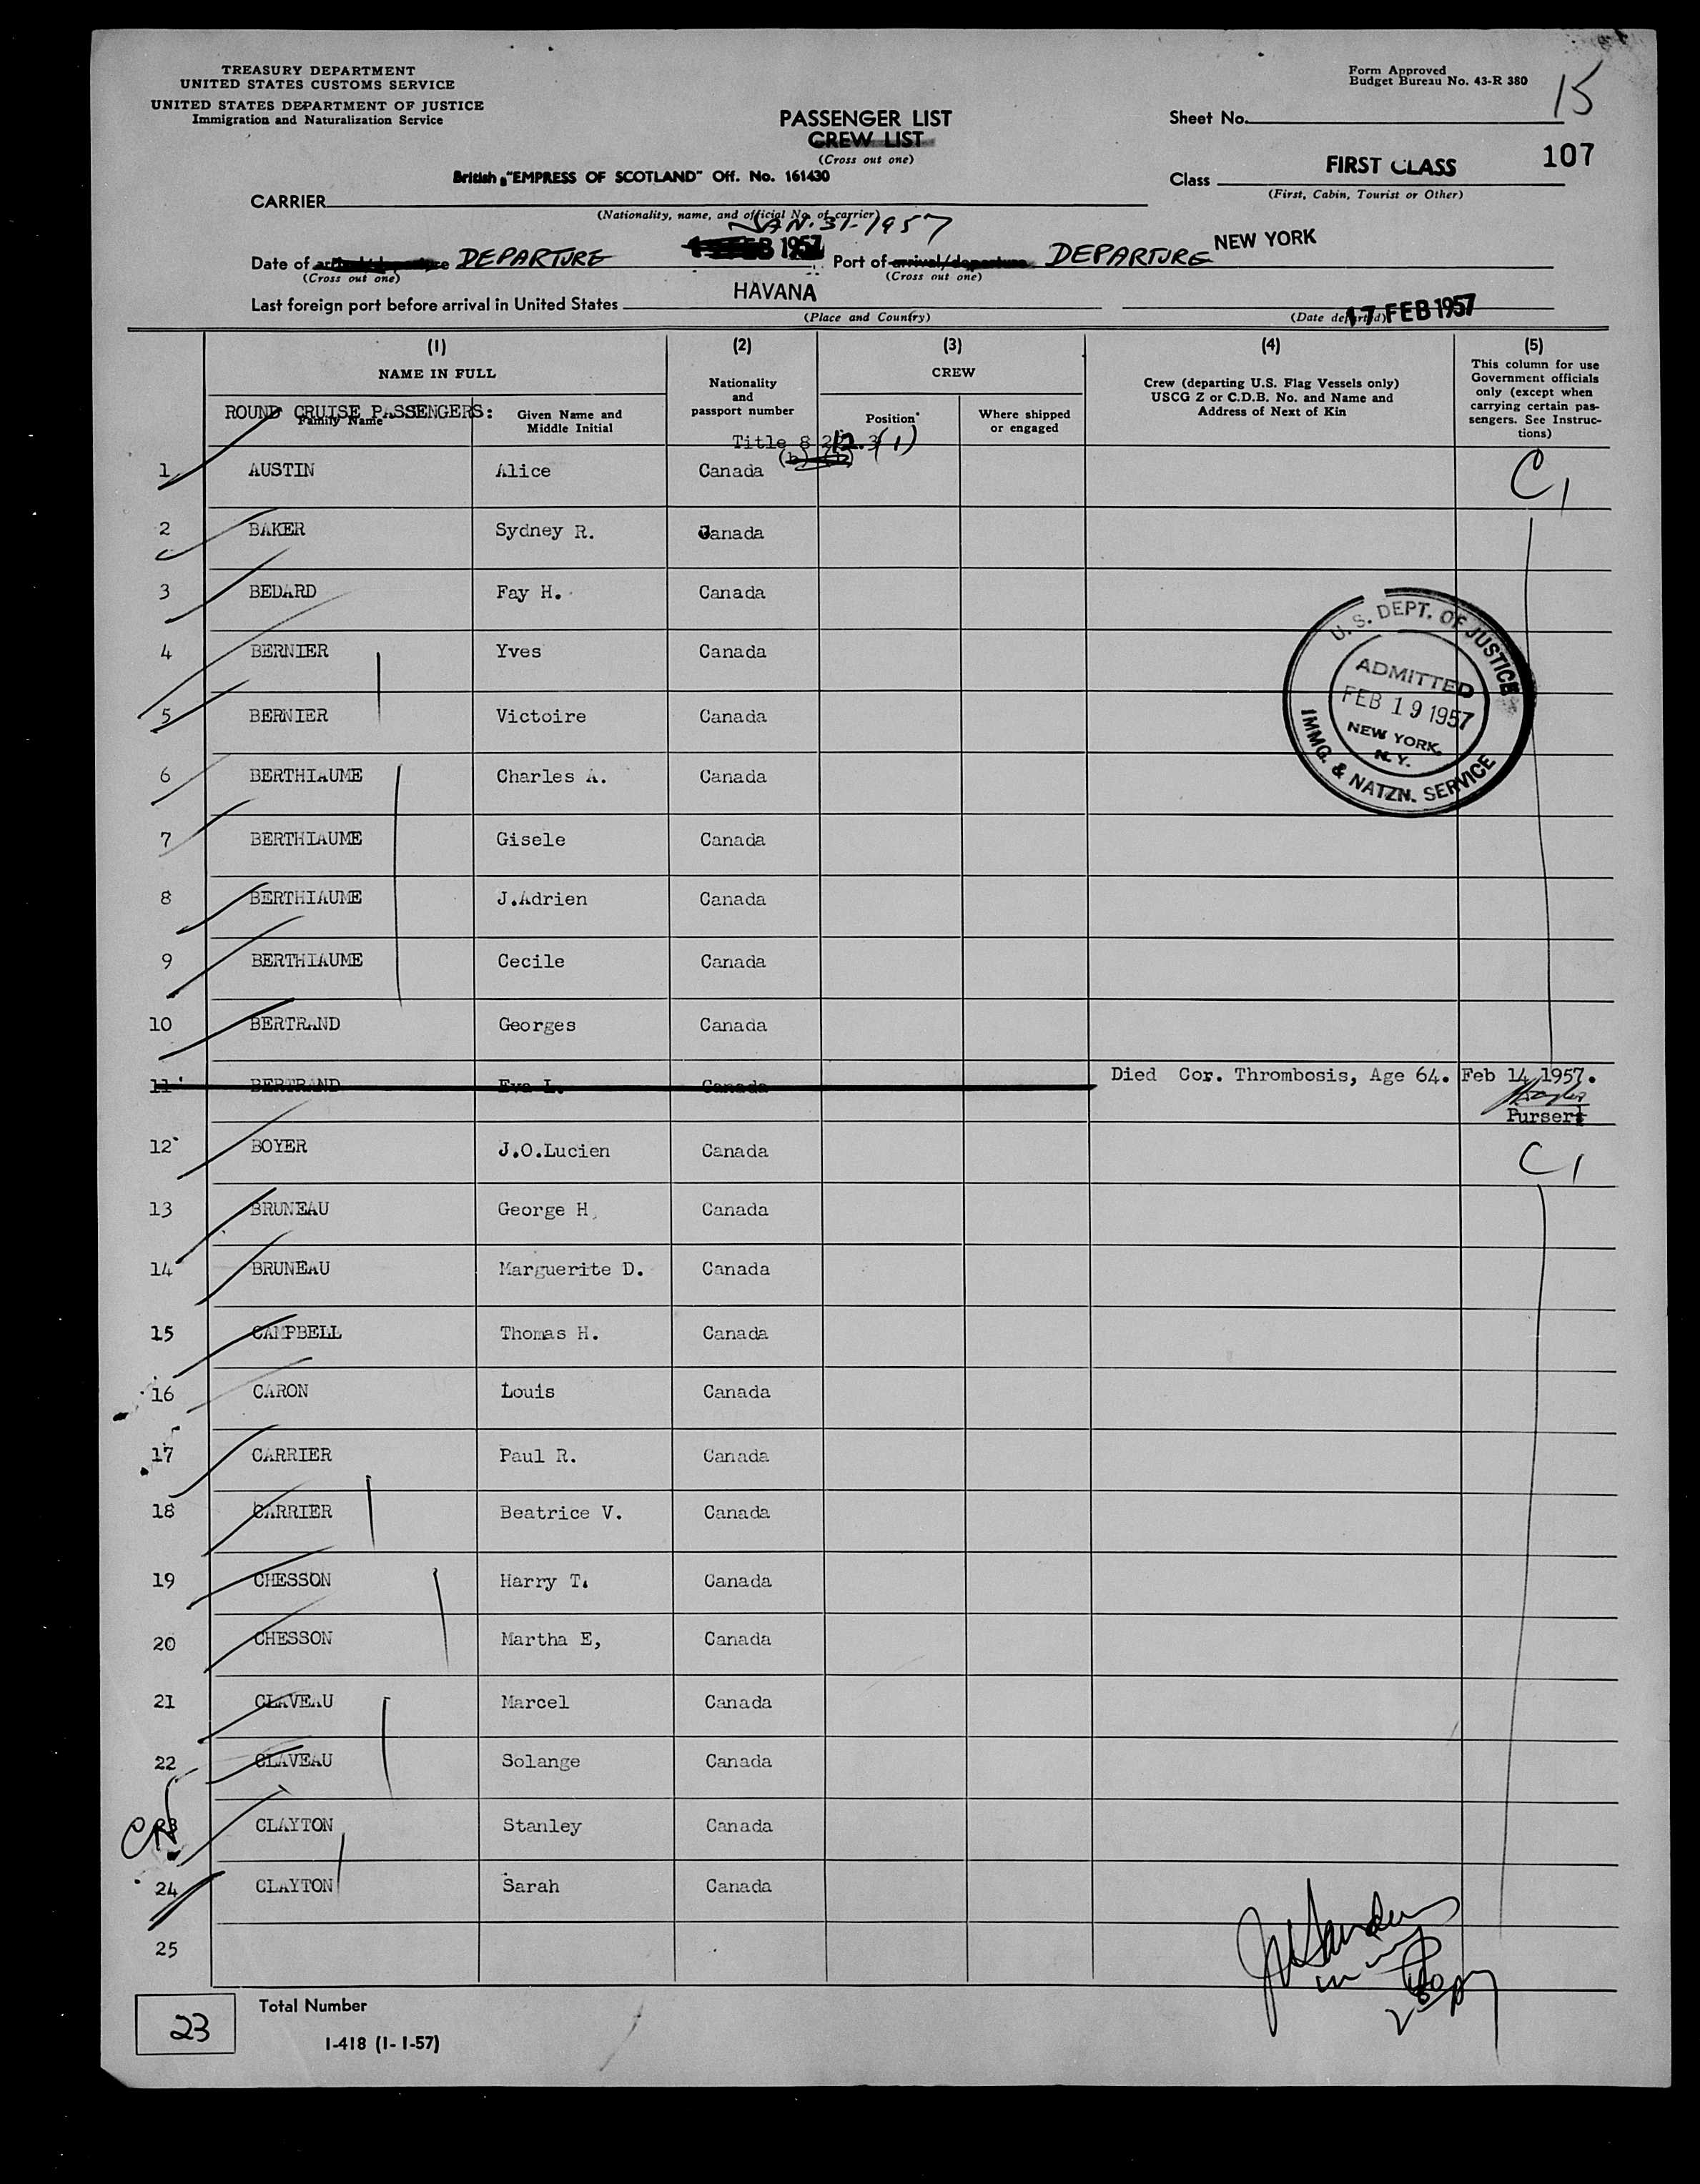 TREASURY DEPARTMENT
UNITED STATES CUSTOMS SERVICE
UNITED STATES DEPARTMENT OF JUSTICE
Immigration and Naturalization Service
Form Approved
Budget Bureau No. 43-R 380
15
PASSENGER LIST
CREW LIST
(Cross out one)
Sheet No.
107
British "EMPRESS OF SCOTLAND" Off. No. 161430
CARRIER
(Nationality, name, and official No. of carrier)
Class FIRST CLASS
(First, Cabin, Tourist or Other)
JAN. 31-1957
Date of arrival/departure DEPARTURE FEB 1957 Port of arrival/departure DEPARTURE NEW YORK
(Cross out one) (Cross out one)
Last foreign port before arrival in United States HAVANA 17 FEB 1957
(Place and Country) (Date departed)
(1) (2) (3) (4) (5)
NAME IN FULL
Nationality and passport number
CREW
Crew (departing U.S. Flag Vessels only)
USCG Z or C.D.B. No. and Name and
Address of Next of Kin
This column for use
Government officials
only (except when
carrying certain pas-
sengers. See Instruc-
tions)
ROUND CRUISE PASSENGERS:
Family Name
Given Name and
Middle Initial
Position
Where shipped
or engaged
Title 8 212.3(1)
(b) (b)
1 AUSTIN Alice Canada C1
2 BAKER Sydney R. Canada
3 BEDARD Fay H. Canada
4 BERNIER Yves Canada
5 BERNIER Victoire Canada
6 BERTHIAUME Charles A. Canada
7 BERTHIAUME Gisele Canada
8 BERTHIAUME J.Adrien Canada
9 BERTHIAUME Cecile Canada
U.S. DEPT. OF JUSTICE
ADMITTED
FEB 19 1957
NEW YORK,
N.Y.
IMMG. & NATZN. SERVICE
10 BERTRAND Georges Canada
11 BERTRAND Eva L. Canada Died Cor. Thrombosis, Age 64. Feb 14 1957.
Purser
12 BOYER J.O.Lucien Canada C1
13 BRUNEAU George H. Canada
14 BRUNEAU Marguerite D. Canada
15 CAMPBELL Thomas H. Canada
16 CARON Louis Canada
17 CARRIER Paul R. Canada
18 CARRIER Beatrice V. Canada
19 CHESSON Harry T. Canada
20 CHESSON Martha E, Canada
21 CLAVEAU Marcel Canada
22 CLAVEAU Solange Canada
23 CLAYTON Stanley Canada
24 CLAYTON Sarah Canada
25
23
Total Number
I-418 (1-1-57)